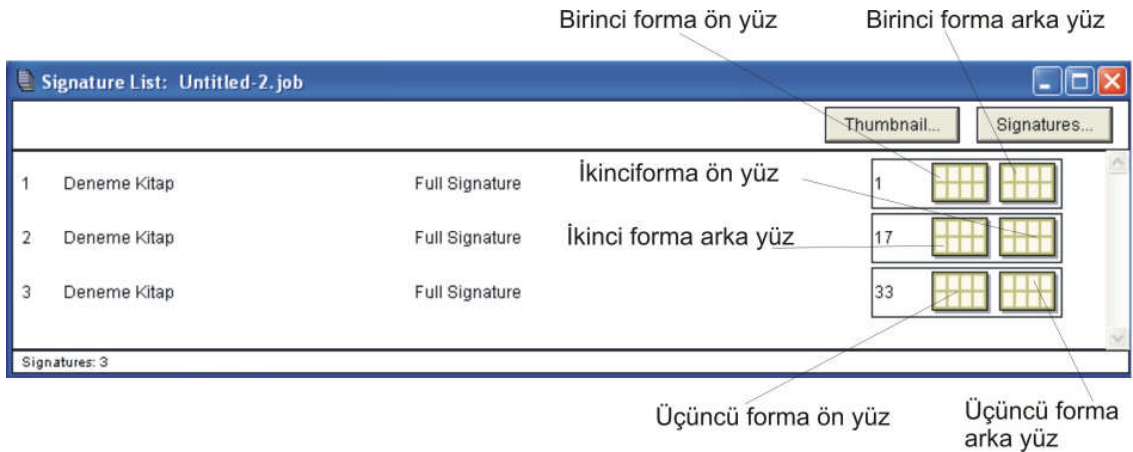 Birinci forma ön yüz Birinci forma arka yüz
Signature List: Untitled-2.job
Thumbnail... Signatures...
1 Deneme Kitap Full Signature İkinciforma ön yüz 1
2 Deneme Kitap Full Signature İkinci forma arka yüz 17
3 Deneme Kitap Full Signature 33
Signatures: 3
Üçüncü forma ön yüz Üçüncü forma
arka yüz